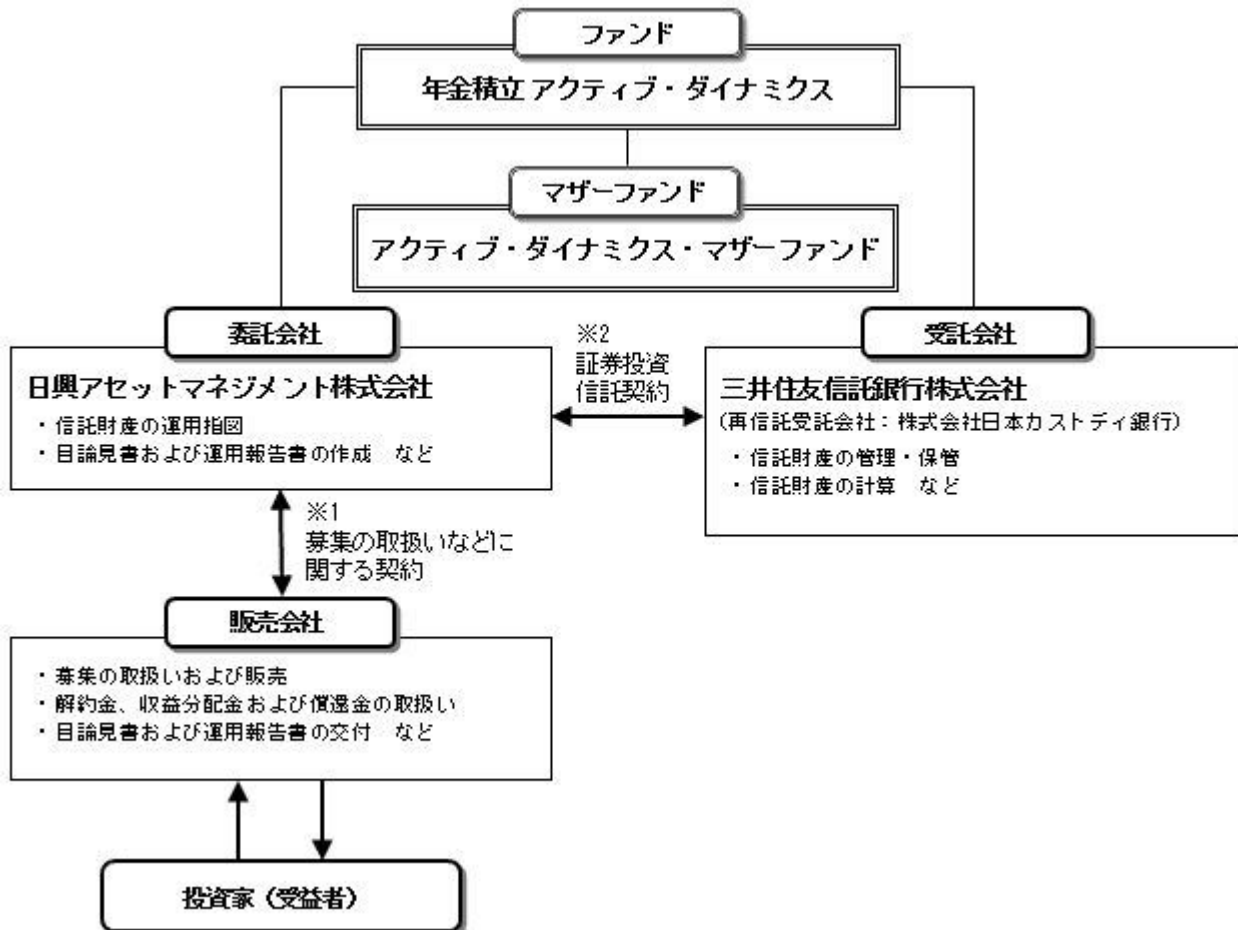 ファンド
年金積立 アクティブ・ダイナミクス
マザーファンド
アクティブ・ダイナミクス・マザーファンド
委託会社
日興アセットマネジメント株式会社
・信託財産の運用指図
・目論見書および運用報告書の作成　など
※2
証券投資
信託契約
受託会社
三井住友信託銀行株式会社
(再信託受託会社：株式会社日本カストディ銀行)
・信託財産の管理・保管
・信託財産の計算　など
※1
募集の取扱いなどに
関する契約
販売会社
・募集の取扱いおよび販売
・解約金、収益分配金および償還金の取扱い
・目論見書および運用報告書の交付　など
投資家（受益者）